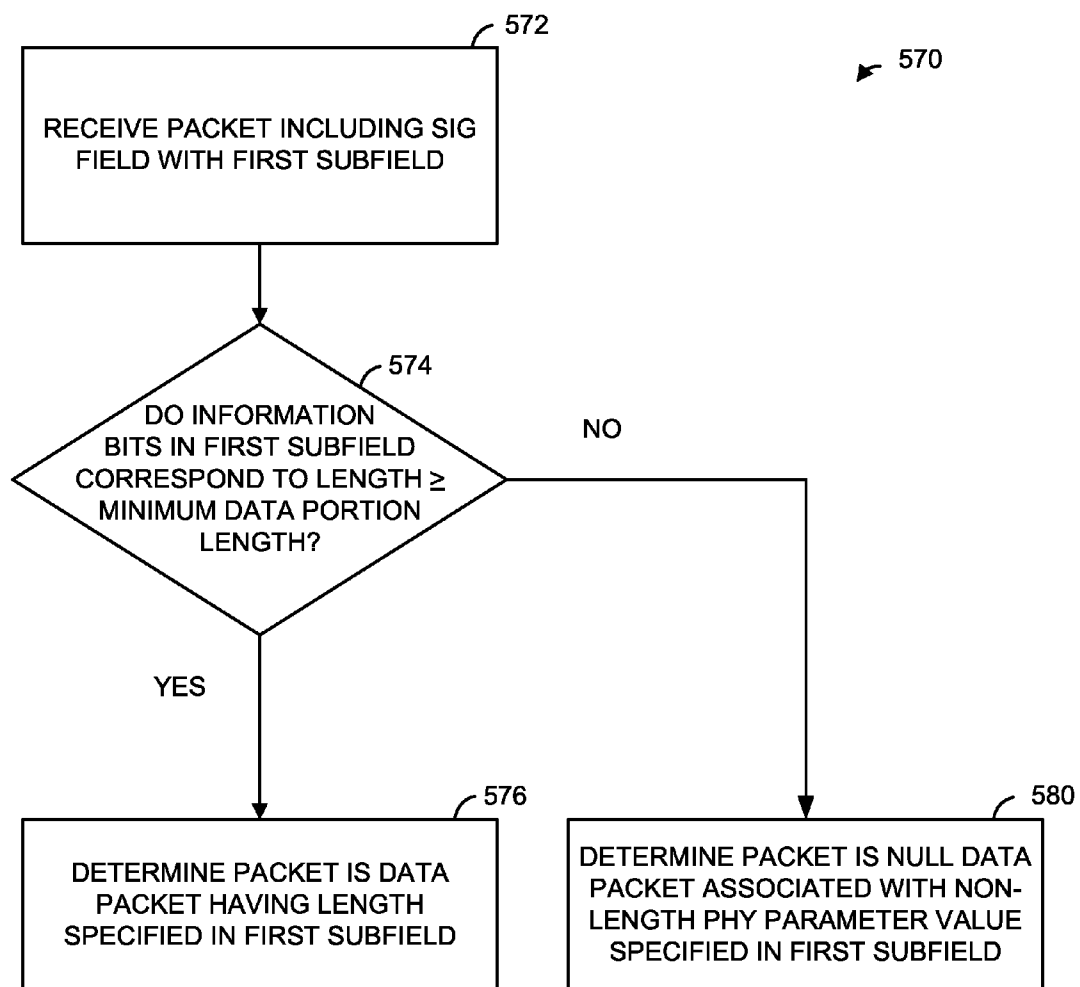 572
570
RECEIVE PACKET INCLUDING SIG
FIELD WITH FIRST SUBFIELD
574
DO INFORMATION
BITS IN FIRST SUBFIELD
CORRESPOND TO LENGTH ≥
MINIMUM DATA PORTION
LENGTH?
NO
YES
576
DETERMINE PACKET IS DATA
PACKET HAVING LENGTH
SPECIFIED IN FIRST SUBFIELD
580
DETERMINE PACKET IS NULL DATA
PACKET ASSOCIATED WITH NON-
LENGTH PHY PARAMETER VALUE
SPECIFIED IN FIRST SUBFIELD